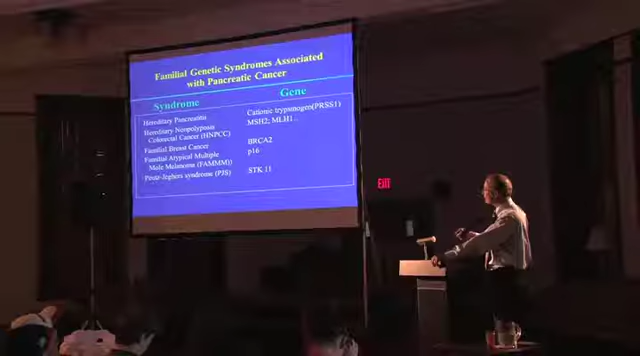 Familial Genetic Syndromes Associated
with Pancreatic Cancer
Syndrome Gene
Hereditary Pancreatitis Cationic trypsinogen(PRSS1)
Hereditary Nonpolyposis MSH2; MLH1
Colorectal Cancer (HNPCC)
Familial Breast Cancer BRCA2
Familial Atypical Multiple p16
Mole Melanoma (FAMMM)
Peutz-Jeghers syndrome (PJS) STK 11
EXIT